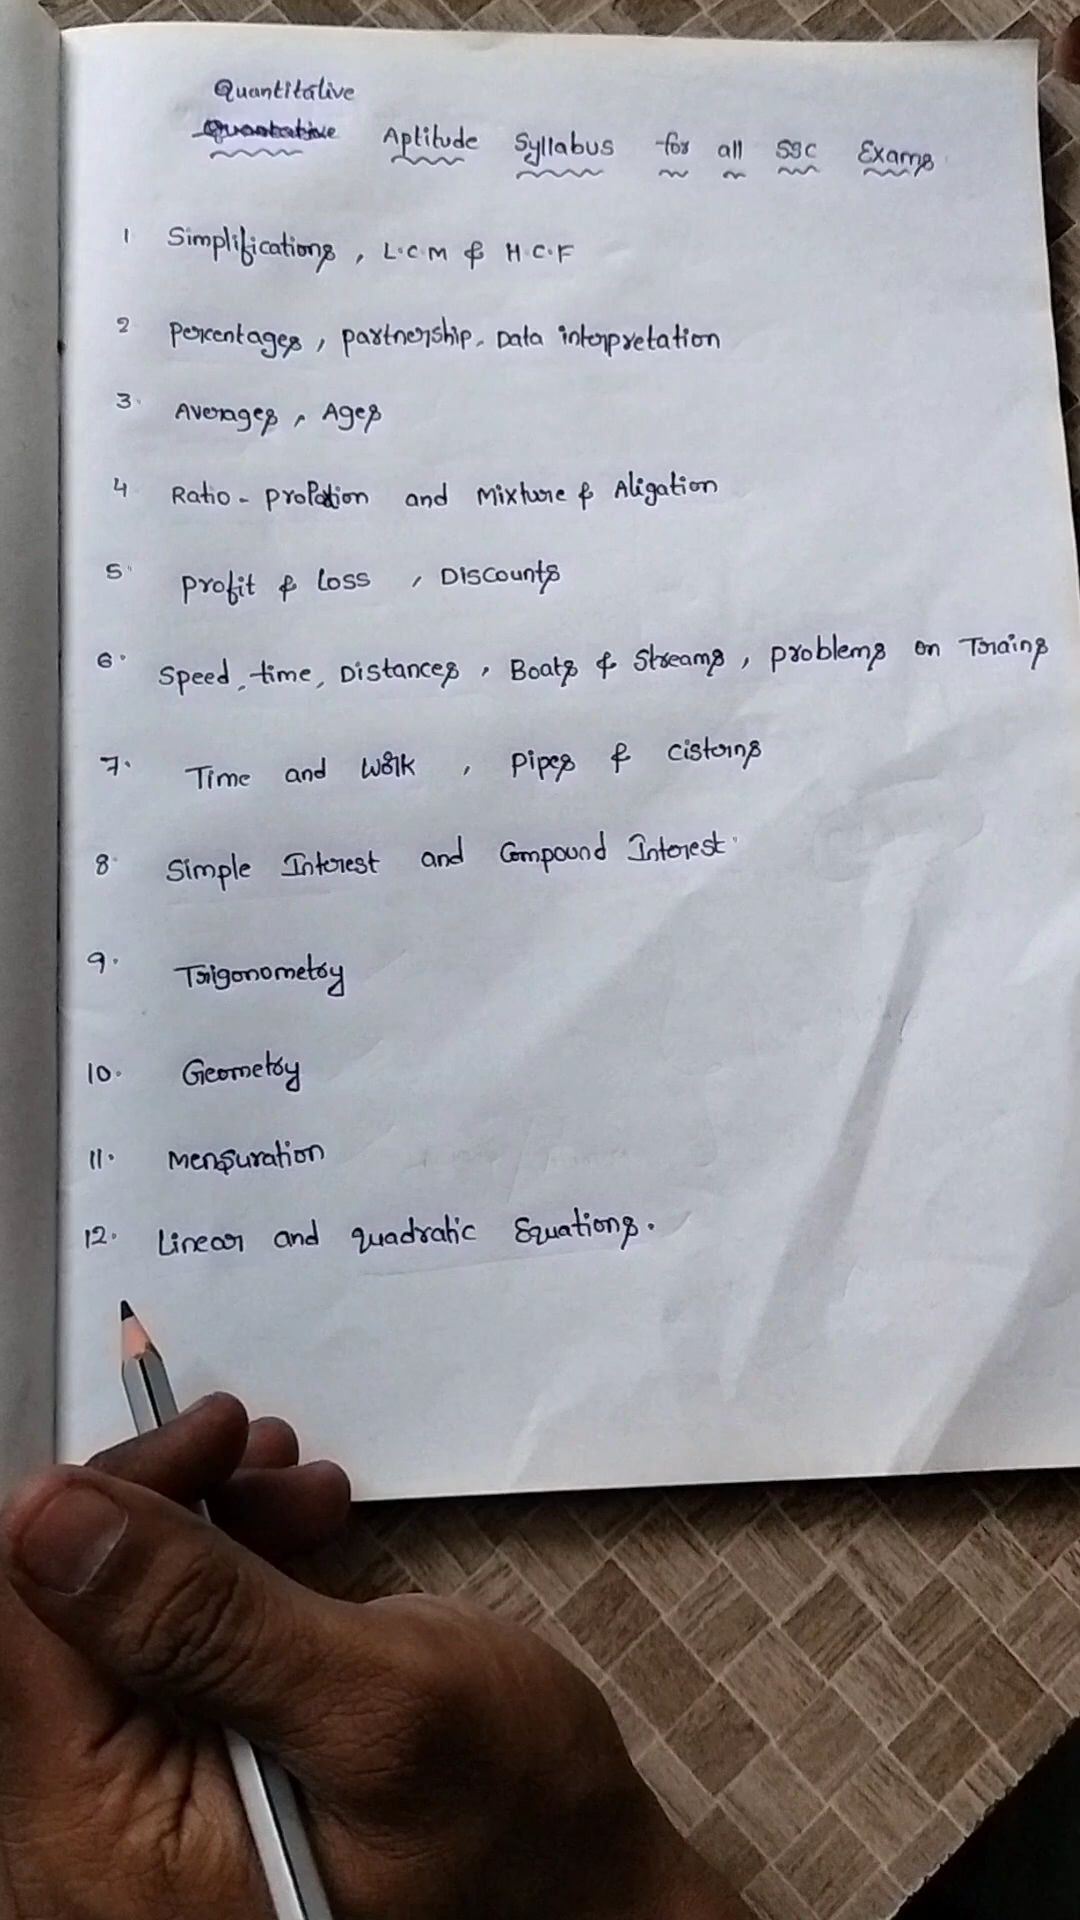 Quantitative
Quantative Aptitude Syllabus for all SSC Exams
1 Simplifications, L.C.M & H.C.F
2 Percentages, partnership, Data interpretation
3. Averages, Ages
4 Ratio - propotion and Mixture & Aligation
5. Profit & Loss, Discounts
6. Speed, time, Distances, Boats & Streams, problems on Trains
7. Time and Work, Pipes & cisterns
8. Simple Interest and Compound Interest.
9. Trigonometry
10. Geometry
11. Mensuration
12. Linear and quadratic Equations.